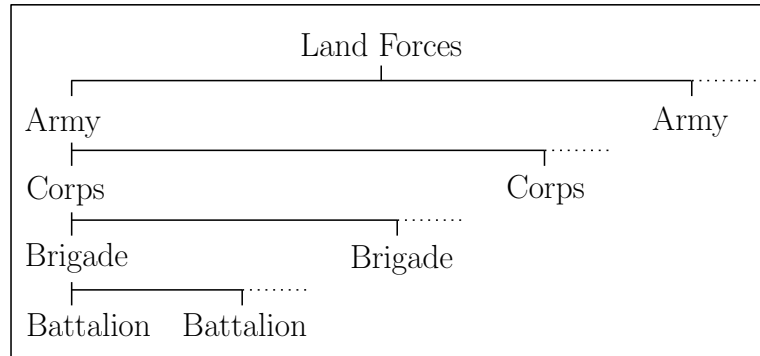 Land Forces
Army Army
Corps Corps
Brigade Brigade
Battalion Battalion